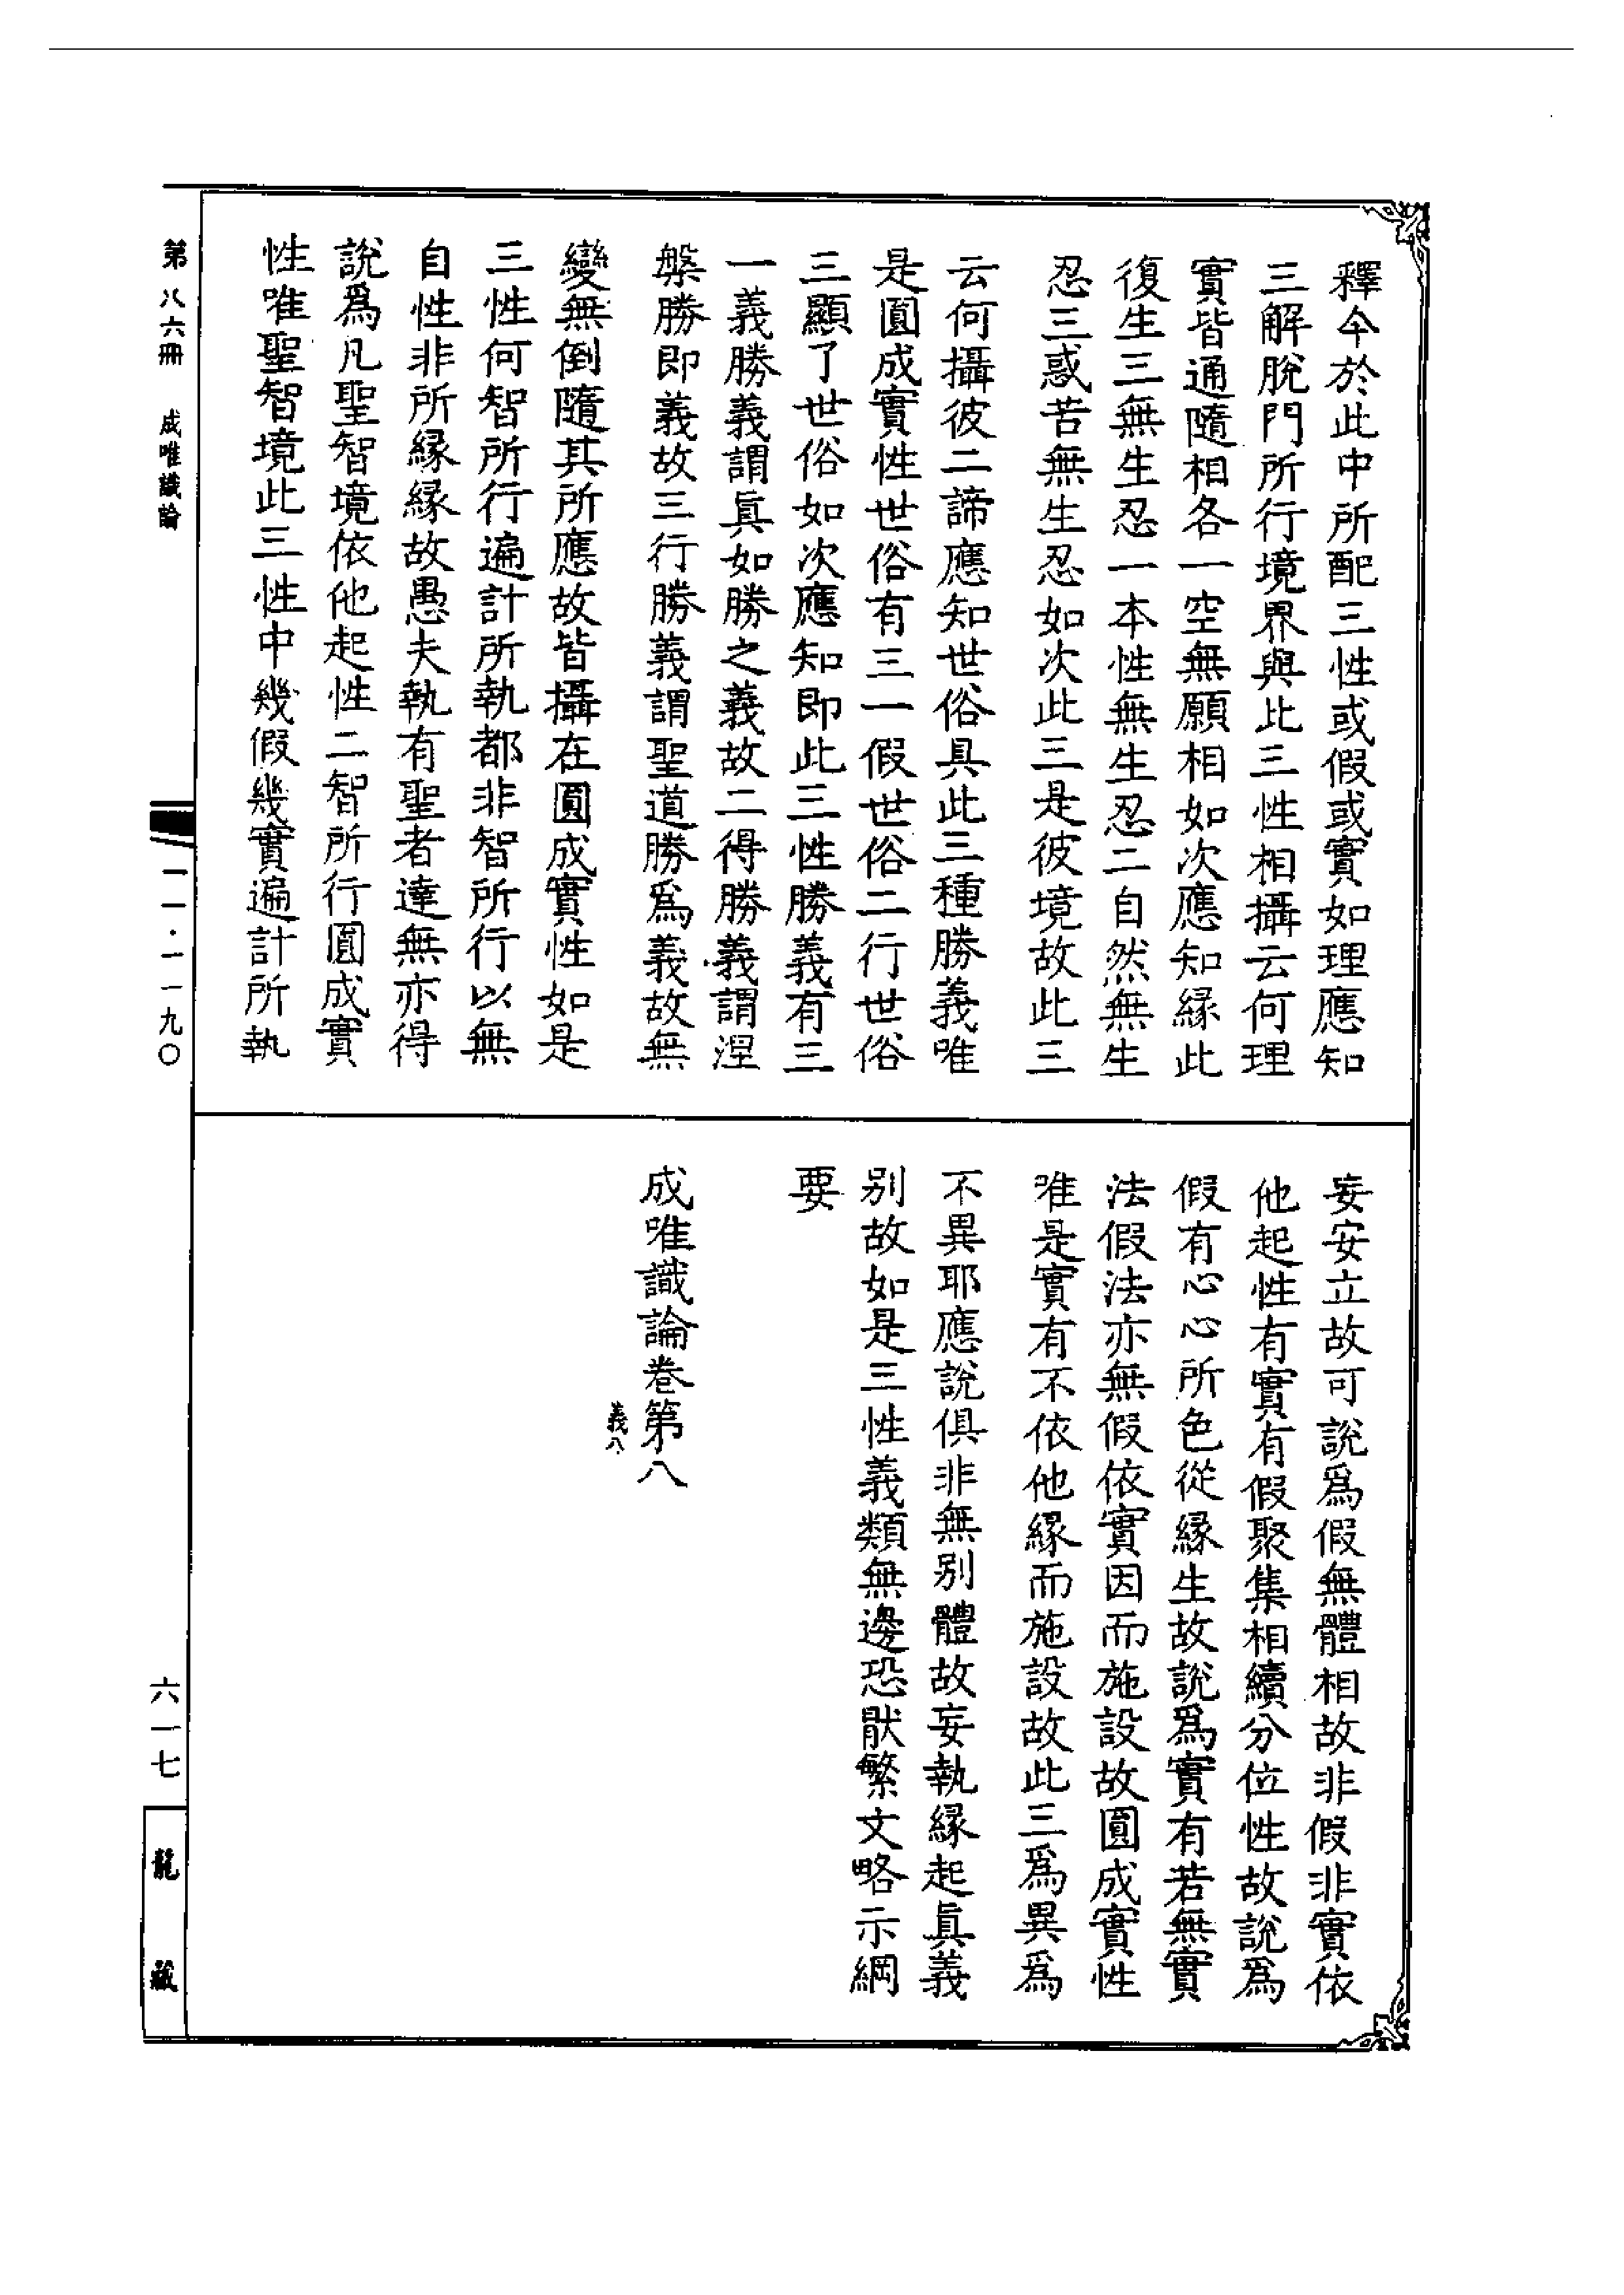 釋今於此中所配三性或假或實如理應知
三解脫門所行境界與此三性相攝云何理
實皆通隨相各一空無願相如次應知緣此
復生三無生忍一本性無生忍二自然無生
忍三惑苦無生忍如次此三是彼境故此三
云何攝彼二諦應知世俗具此三種勝義唯
是圓成實性世俗有三一假世俗二行世俗
三顯了世俗如次應知即此三性勝義有三
一義勝義謂眞如勝之義故二得勝義謂涅
槃勝即義故三行勝義謂聖道勝爲義故無
變無倒隨其所應故皆攝在圓成實性如是
三性何智所行遍計所執都非智所行以無
自性非所緣緣故愚夫執有聖者達無亦得
說爲凡聖智境依他起性二智所行圓成實
性唯聖智境此三性中幾假幾實遍計所執
妄安立故可說爲假無體相故非假非實依
他起性有實有假聚集相續分位性故說爲
假有心心所色從緣生故說爲實有若無實
法假法亦無假依實因而施設故圓成實性
唯是實有不依他緣而施設故此三爲異爲
不異耶應說俱非無别體故妄執緣起眞義
别故如是三性義類無邊恐猒繁文略示綱
要
成唯識論卷第八
義八
第八六冊 成唯識論
一一·一一九〇
六一七
龍藏